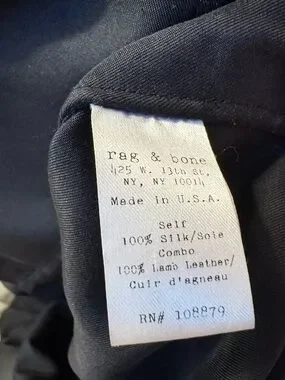 rag & bone
425 W. 13th St.
NY, NY 10014
Made in U.S.A.
Self
100% Silk/Soie
Combo
100% Lamb Leather/
Cuir d'agneau
RN# 108879